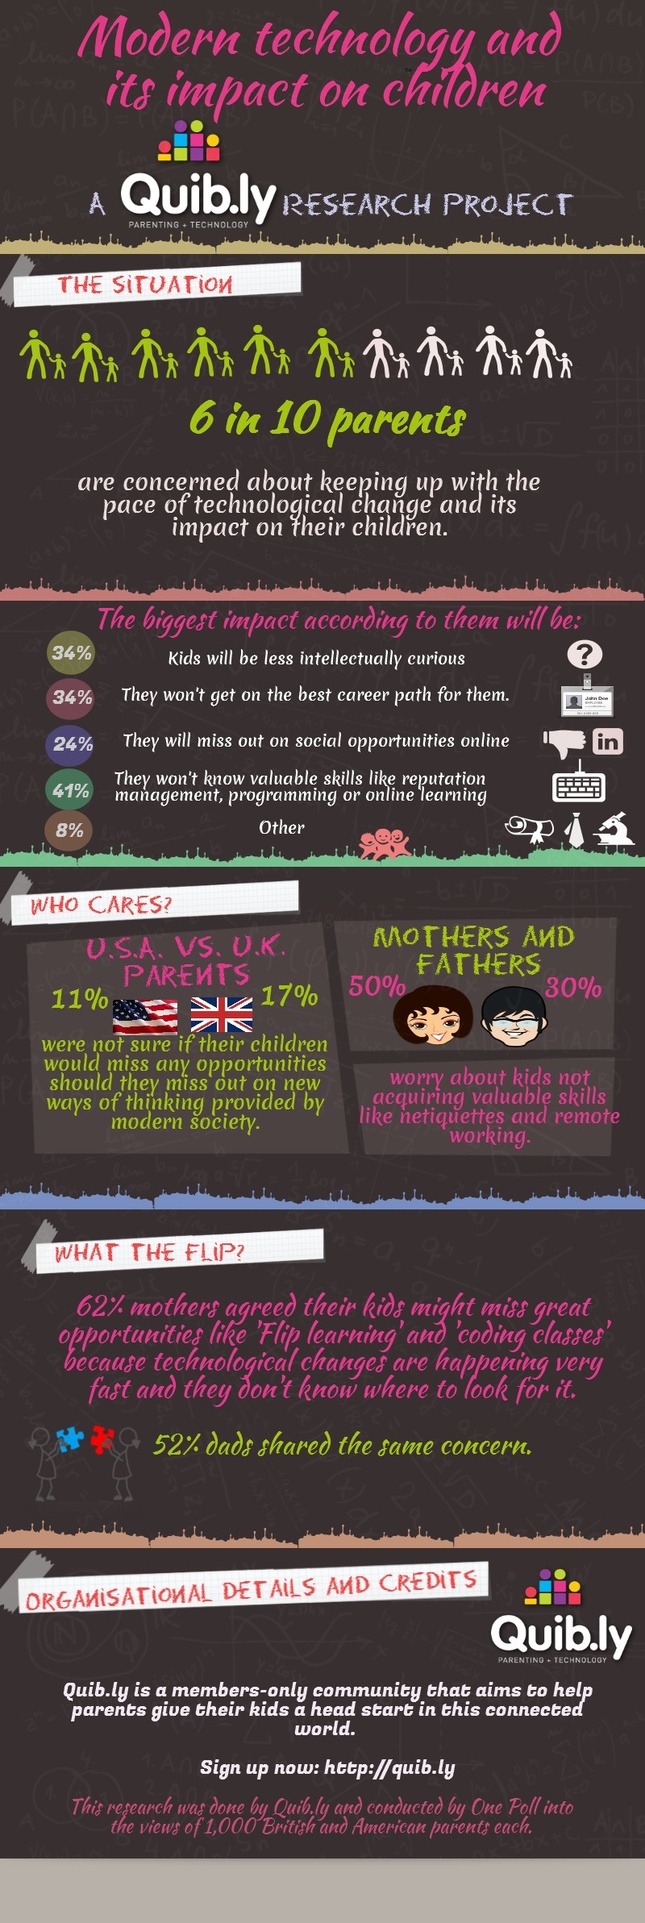 Modern technology and
its impact on children
A Quib.ly RESEARCH PROJECT
PARENTING + TECHNOLOGY
THE SITUATION
6 in 10 parents
are concerned about keeping up with the
pace of technological change and its
impact on their children.
The biggest impact according to them will be:
34% Kids will be less intellectually curious ?
34% They won't get on the best career path for them.
John Doe
24% They will miss out on social opportunities online in
41% They won't know valuable skills like reputation
management, programming or online learning
8% Other
WHO CARES?
U.S.A. VS. U.K.
PARENTS
11% 17%
were not sure if their children
would miss any opportunities
should they miss out on new
ways of thinking provided by
modern society.
MOTHERS AND
FATHERS
50% 30%
worry about kids not
acquiring valuable skills
like netiquettes and remote
working.
WHAT THE FLIP?
62% mothers agreed their kids might miss great
opportunities like 'Flip learning' and 'coding classes'
because technological changes are happening very
fast and they don't know where to look for it.
52% dads shared the same concern.
ORGANISATIONAL DETAILS AND CREDITS
Quib.ly
PARENTING + TECHNOLOGY
Quib.ly is a members-only community that aims to help
parents give their kids a head start in this connected
world.
Sign up now: http://quib.ly
This research was done by Quib.ly and conducted by One Poll into
the views of 1,000 British and American parents each.